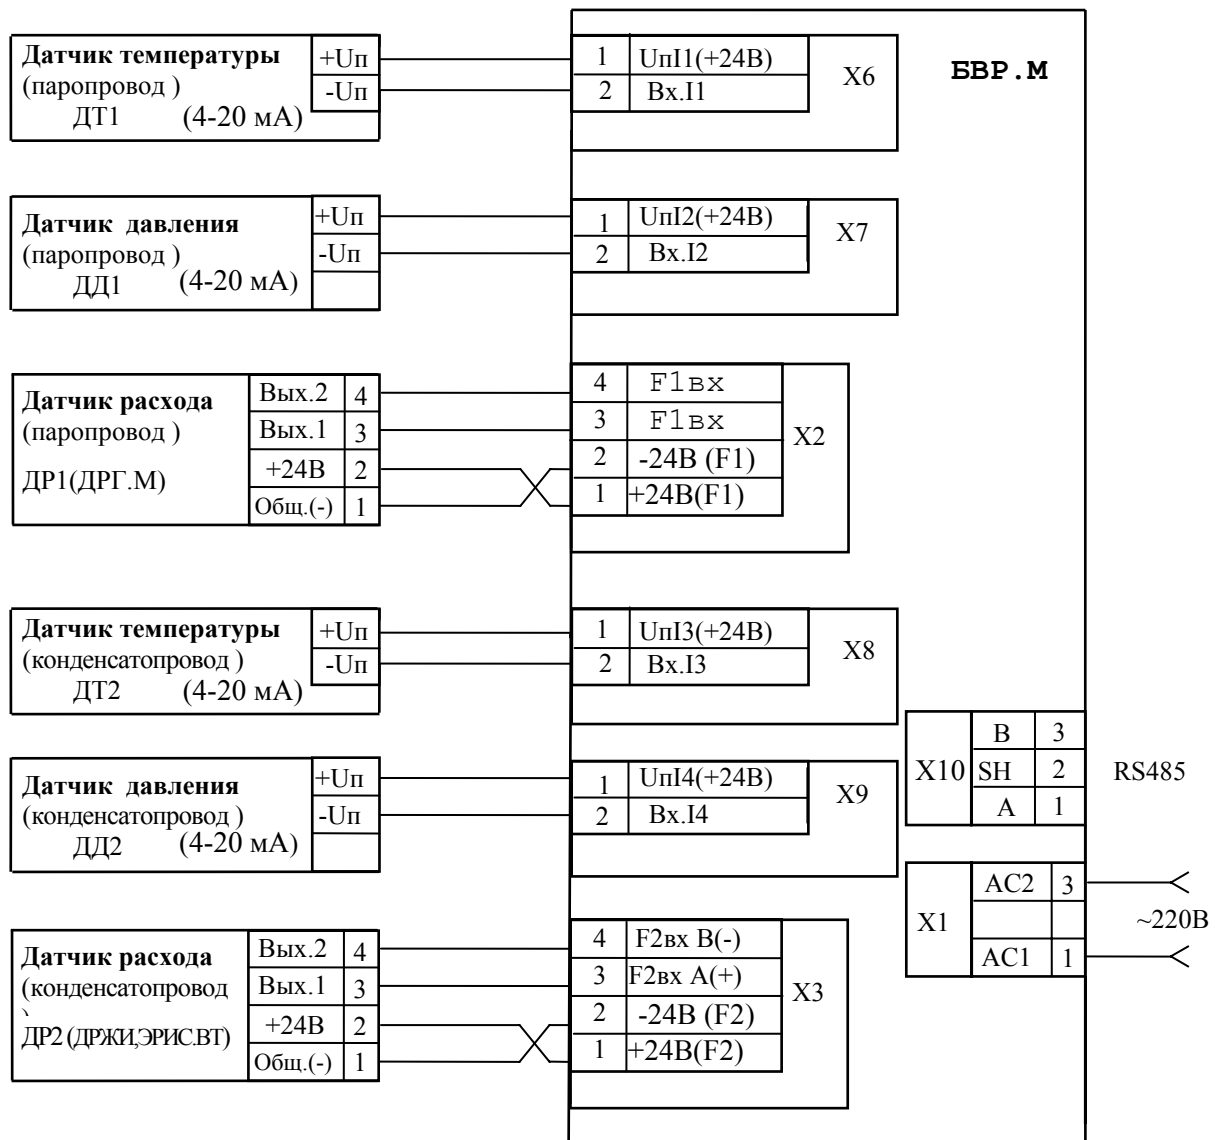 БВР.М
Датчик температуры
(паропровод )
ДТ1 (4-20 мА)
+Uп
-Uп
1 UпI1(+24В)
2 Вх.I1
X6
Датчик давления
(паропровод )
ДД1 (4-20 мА)
+Uп
-Uп
1 UпI2(+24В)
2 Вх.I2
X7
Датчик расхода
(паропровод )
ДР1(ДРГ.М)
Вых.2 4
Вых.1 3
+24В 2
Общ.(-) 1
4 F1вх
3 F1вх
2 -24В (F1)
1 +24В(F1)
X2
Датчик температуры
(конденсатопровод )
ДТ2 (4-20 мА)
+Uп
-Uп
1 UпI3(+24В)
2 Вх.I3
X8
Датчик давления
(конденсатопровод )
ДД2 (4-20 мА)
+Uп
-Uп
1 UпI4(+24В)
2 Вх.I4
X9
X10
B 3
SH 2
A 1
RS485
X1
AC2 3
AC1 1
~220В
Датчик расхода
(конденсатопровод
)
ДР2 (ДРЖИ,ЭРИС.ВТ)
Вых.2 4
Вых.1 3
+24В 2
Общ.(-) 1
4 F2вх В(-)
3 F2вх А(+)
2 -24В (F2)
1 +24В(F2)
X3